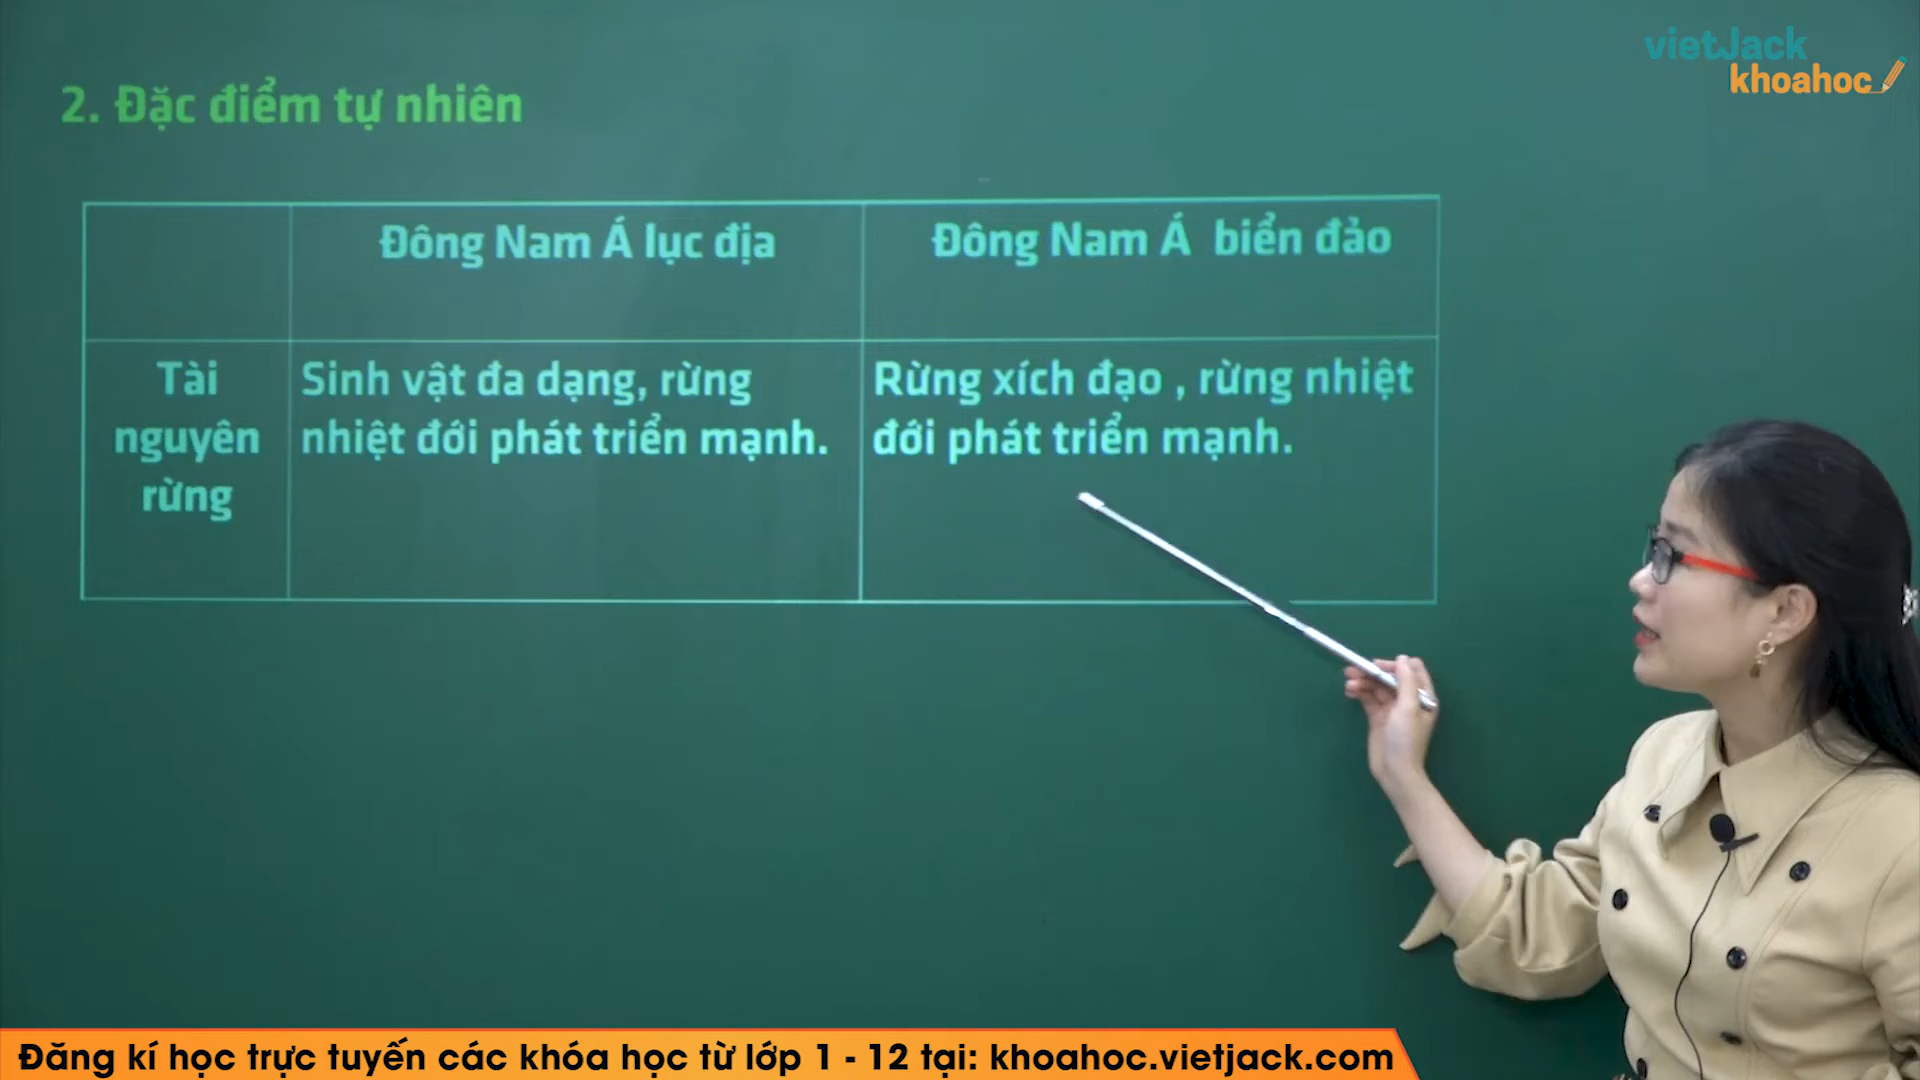 vietJack
khoahoc
2. Đặc điểm tự nhiên
Đông Nam Á lục địa
Đông Nam Á biển đảo
Tài
nguyên
rừng
Sinh vật đa dạng, rừng
nhiệt đới phát triển mạnh.
Rừng xích đạo , rừng nhiệt
đới phát triển mạnh.
Đăng kí học trực tuyến các khóa học từ lớp 1 - 12 tại: khoahoc.vietjack.com